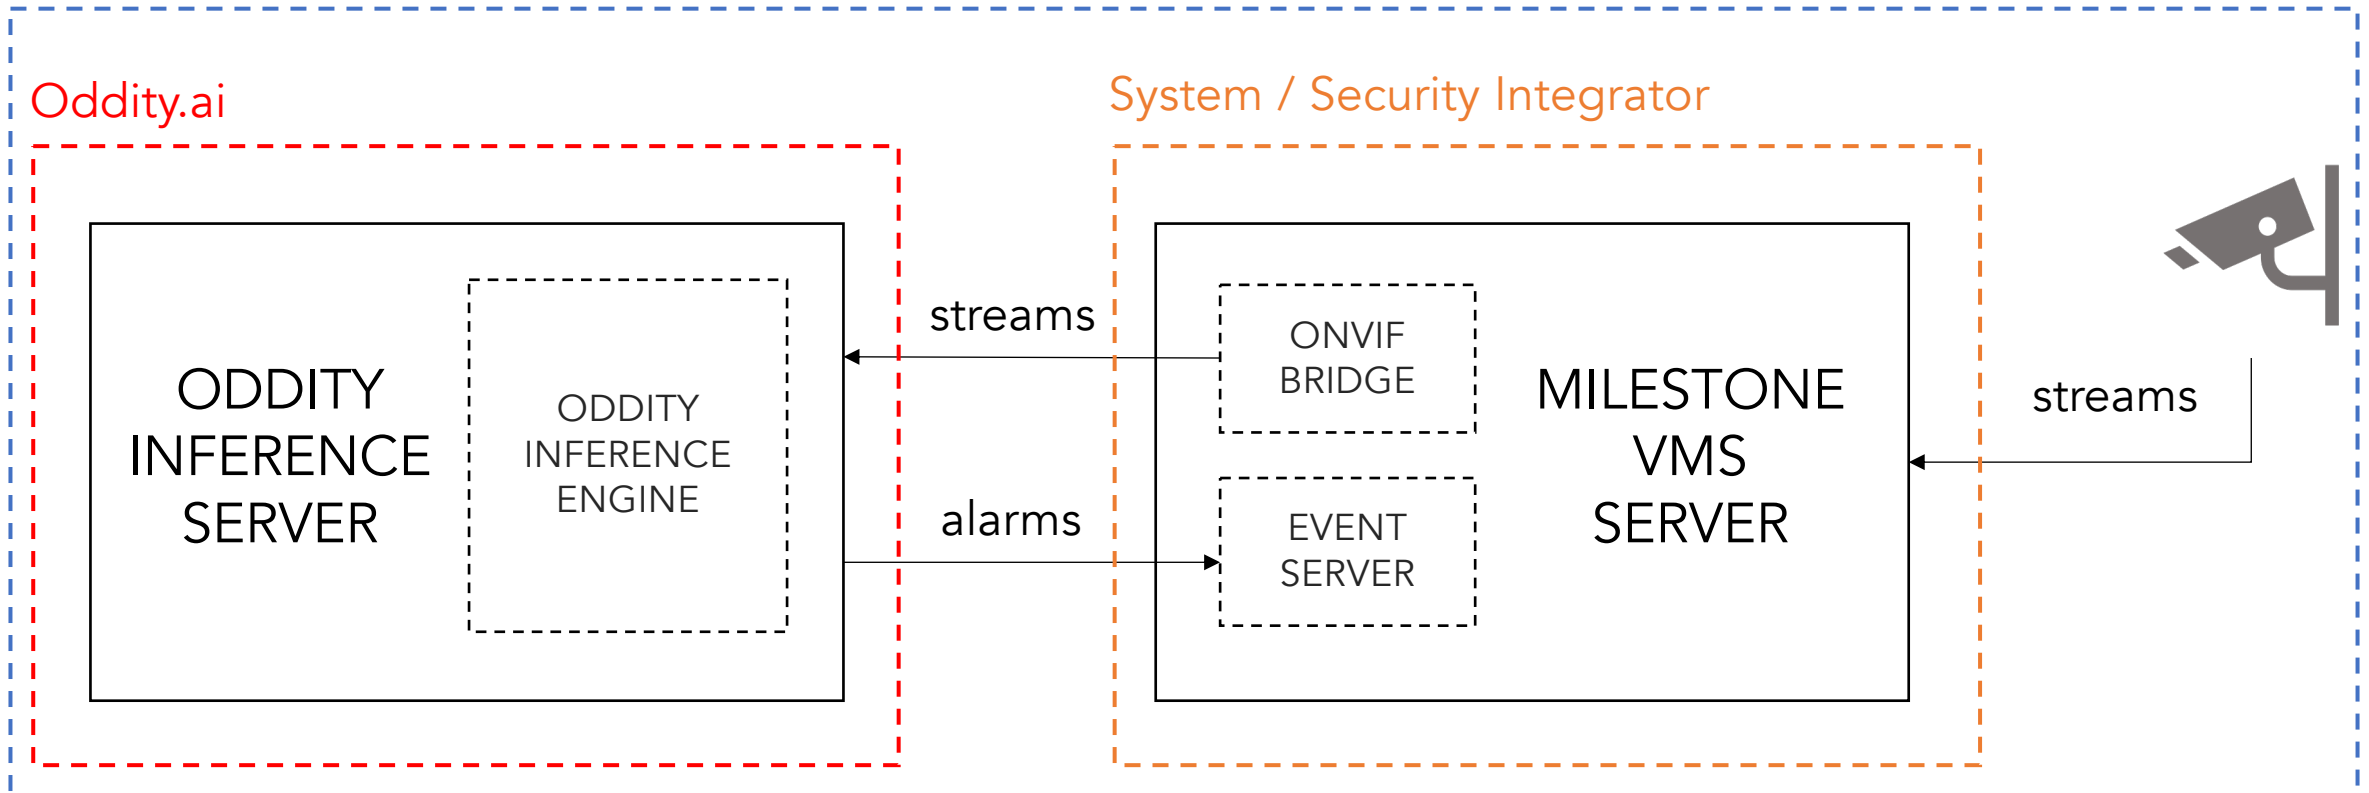 Oddity.ai
System / Security Integrator
ODDITY
INFERENCE
SERVER
ODDITY
INFERENCE
ENGINE
streams
alarms
ONVIF
BRIDGE
EVENT
SERVER
MILESTONE
VMS
SERVER
streams